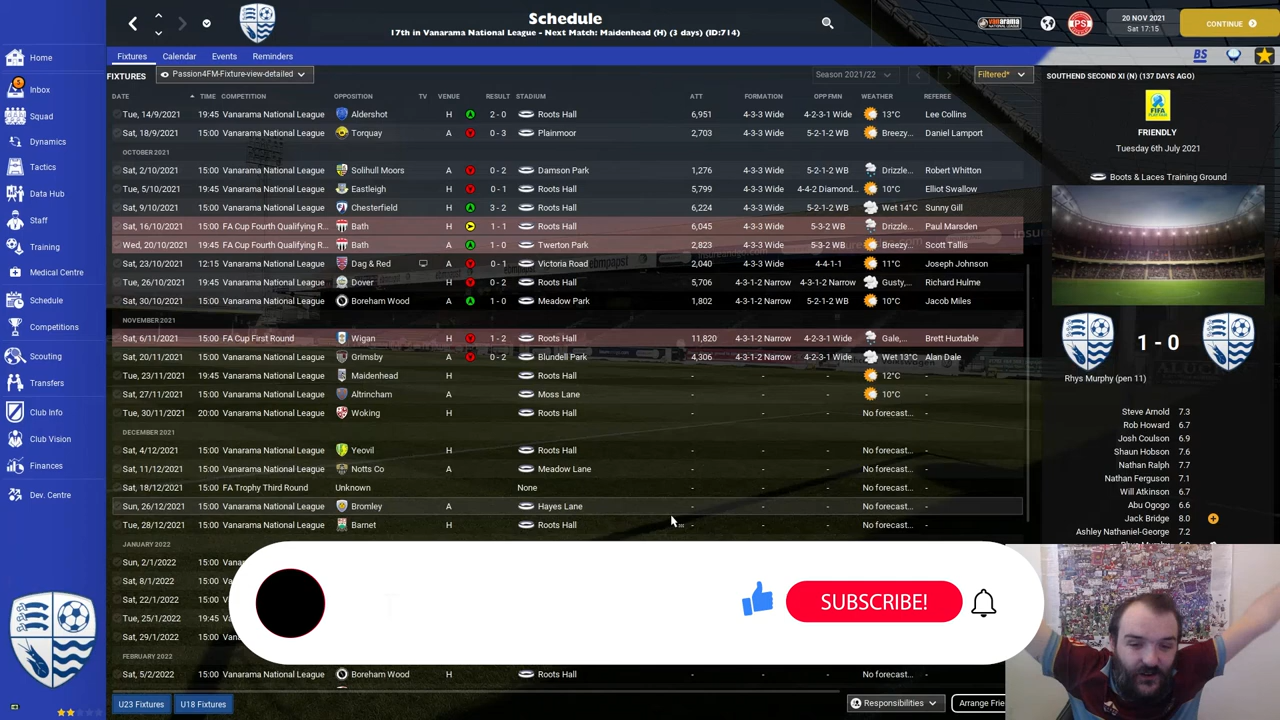 Schedule
17th in Vanarama National League - Next Match: Maidenhead (H) (3 days) (ID:714)
20 NOV 2021
Sat 17:15
CONTINUE
Home
Inbox
Squad
Dynamics
Tactics
Data Hub
Staff
Training
Medical Centre
Schedule
Competitions
Scouting
Transfers
Club Info
Club Vision
Finances
Dev. Centre
Fixtures Calendar Events Reminders
FIXTURES Passion4FM-Fixture-view-detailed Season 2021/22 Filtered*
DATE TIME COMPETITION OPPOSITION TV VENUE RESULT STADIUM ATT FORMATION OPP FMN WEATHER REFEREE
Tue, 14/9/2021 19:45 Vanarama National League Aldershot H 2 - 0 Roots Hall 6,951 4-3-3 Wide 4-2-3-1 Wide 13°C Lee Collins
Sat, 18/9/2021 15:00 Vanarama National League Torquay A 0 - 3 Plainmoor 2,703 4-3-3 Wide 5-2-1-2 WB Breezy... Daniel Lamport
OCTOBER 2021
Sat, 2/10/2021 15:00 Vanarama National League Solihull Moors A 0 - 2 Damson Park 1,276 4-3-3 Wide 5-2-1-2 WB Drizzle... Robert Whitton
Tue, 5/10/2021 19:45 Vanarama National League Eastleigh H 0 - 1 Roots Hall 5,799 4-3-3 Wide 4-4-2 Diamond... 10°C Elliot Swallow
Sat, 9/10/2021 15:00 Vanarama National League Chesterfield H 3 - 2 Roots Hall 6,224 4-3-3 Wide 5-2-1-2 WB Wet 14°C Sunny Gill
Sat, 16/10/2021 15:00 FA Cup Fourth Qualifying R... Bath H 1 - 1 Roots Hall 6,045 4-3-3 Wide 5-3-2 WB Drizzle... Paul Marsden
Wed, 20/10/2021 19:45 FA Cup Fourth Qualifying R... Bath A 1 - 0 Twerton Park 2,823 4-3-3 Wide 5-3-2 WB Breezy... Scott Tallis
Sat, 23/10/2021 12:15 Vanarama National League Dag & Red A 0 - 1 Victoria Road 2,040 4-3-3 Wide 4-4-1-1 11°C Joseph Johnson
Tue, 26/10/2021 19:45 Vanarama National League Dover H 0 - 2 Roots Hall 5,706 4-3-1-2 Narrow 4-3-1-2 Narrow Gusty,... Richard Hulme
Sat, 30/10/2021 15:00 Vanarama National League Boreham Wood A 1 - 0 Meadow Park 1,802 4-3-1-2 Narrow 5-2-1-2 WB 10°C Jacob Miles
NOVEMBER 2021
Sat, 6/11/2021 15:00 FA Cup First Round Wigan H 1 - 2 Roots Hall 11,820 4-3-1-2 Narrow 4-2-3-1 Wide Gale,... Brett Huxtable
Sat, 20/11/2021 15:00 Vanarama National League Grimsby A 0 - 2 Blundell Park 4,306 4-3-1-2 Narrow 4-2-3-1 Wide Wet 13°C Alan Dale
Tue, 23/11/2021 19:45 Vanarama National League Maidenhead H Roots Hall - - - 12°C -
Sat, 27/11/2021 15:00 Vanarama National League Altrincham A Moss Lane - - - 10°C -
Tue, 30/11/2021 20:00 Vanarama National League Woking H Roots Hall - - - No forecast... -
DECEMBER 2021
Sat, 4/12/2021 15:00 Vanarama National League Yeovil H Roots Hall - - - No forecast... -
Sat, 11/12/2021 15:00 Vanarama National League Notts Co A Meadow Lane - - - No forecast... -
Sat, 18/12/2021 15:00 FA Trophy Third Round Unknown None - - - No forecast... -
Sun, 26/12/2021 15:00 Vanarama National League Bromley A Hayes Lane - - - No forecast... -
Tue, 28/12/2021 15:00 Vanarama National League Barnet H Roots Hall - - - No forecast... -
JANUARY 2022
Sun, 2/1/2022 15:00
Sat, 8/1/2022 15:00
Sat, 22/1/2022 15:00
Tue, 25/1/2022 19:45
Sat, 29/1/2022 15:00
FEBRUARY 2022
Sat, 5/2/2022 15:00 Vanarama National League Boreham Wood H Roots Hall - - - No forecast... -
U23 Fixtures U18 Fixtures Responsibilities Arrange Frie
SUBSCRIBE!
BS
SOUTHEND SECOND XI (N) (137 DAYS AGO)
FRIENDLY
Tuesday 6th July 2021
Boots & Laces Training Ground
1 - 0
Rhys Murphy (pen 11)
Steve Arnold 7.3
Rob Howard 6.7
Josh Coulson 6.9
Shaun Hobson 7.6
Nathan Ralph 7.7
Nathan Ferguson 7.1
Will Atkinson 6.7
Abu Ogogo 6.6
Jack Bridge 8.0
Ashley Nathaniel-George 7.2